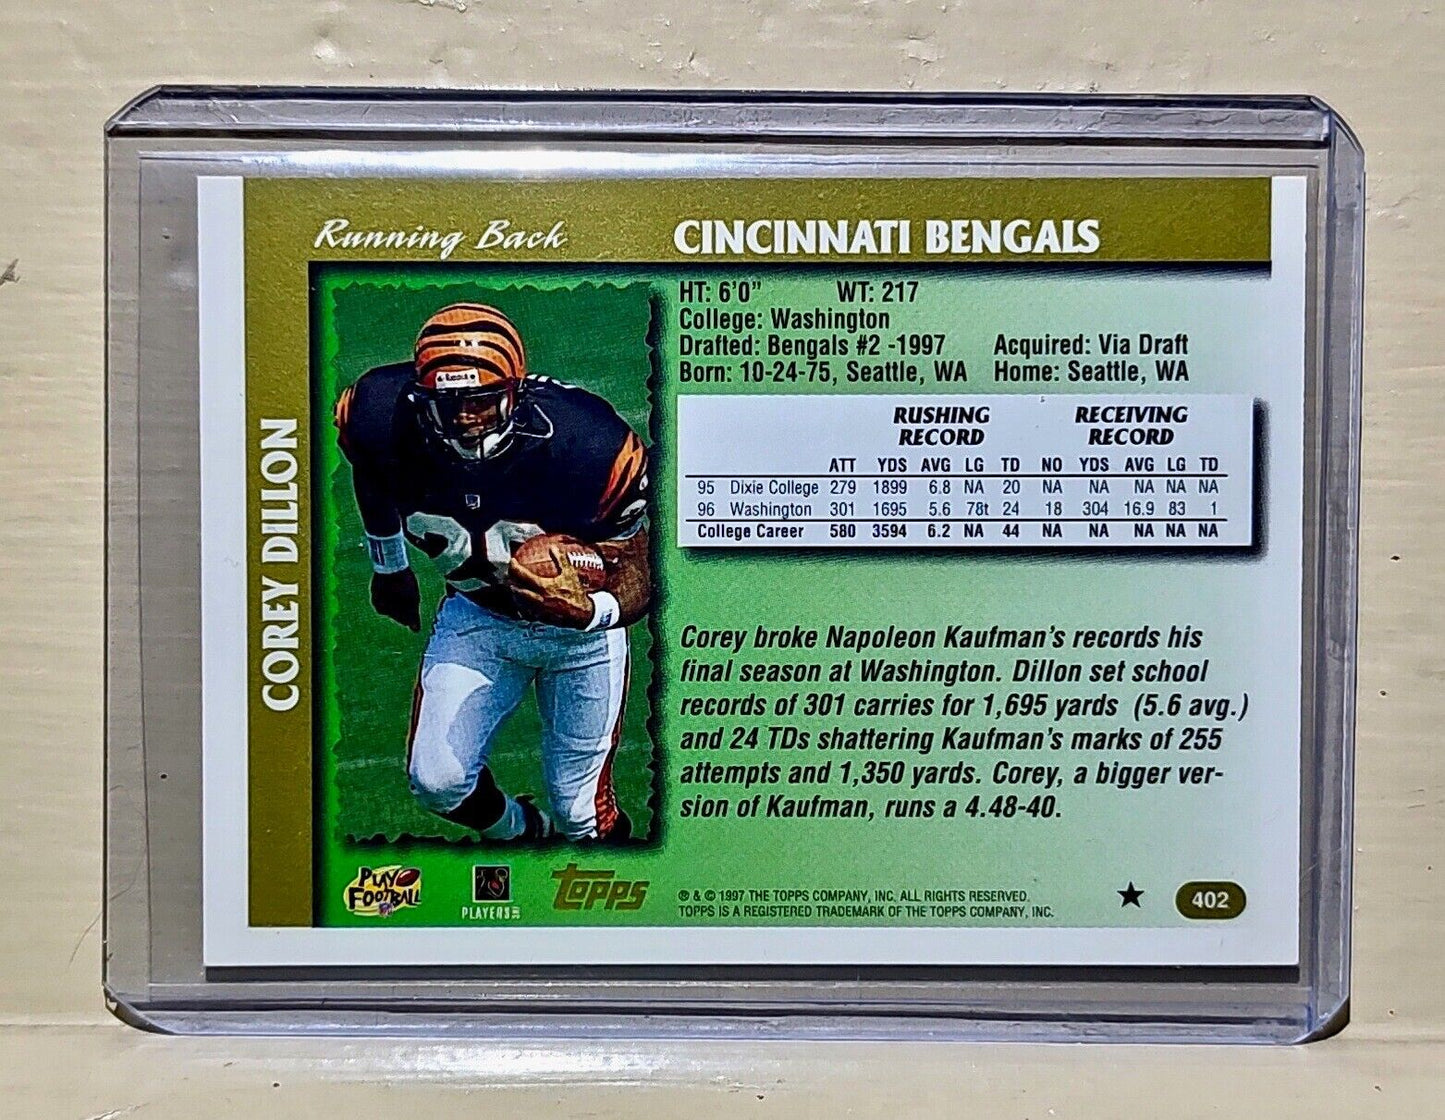 Running Back
CINCINNATI BENGALS
COREY DILLON
HT: 6'0" WT: 217
College: Washington
Drafted: Bengals #2 -1997 Acquired: Via Draft
Born: 10-24-75, Seattle, WA Home: Seattle, WA
RUSHING RECORD RECEIVING RECORD
ATT YDS AVG LG TD NO YDS AVG LG TD
95 Dixie College 279 1899 6.8 NA 20 NA NA NA NA NA
96 Washington 301 1695 5.6 78t 24 18 304 16.9 83 1
College Career 580 3594 6.2 NA 44 NA NA NA NA NA
Corey broke Napoleon Kaufman's records his
final season at Washington. Dillon set school
records of 301 carries for 1,695 yards (5.6 avg.)
and 24 TDs shattering Kaufman's marks of 255
attempts and 1,350 yards. Corey, a bigger ver-
sion of Kaufman, runs a 4.48-40.
PLAY
FOOTBALL
PLAYERS
TOPPS
® & © 1997 THE TOPPS COMPANY, INC. ALL RIGHTS RESERVED.
TOPPS IS A REGISTERED TRADEMARK OF THE TOPPS COMPANY, INC.
★ 402